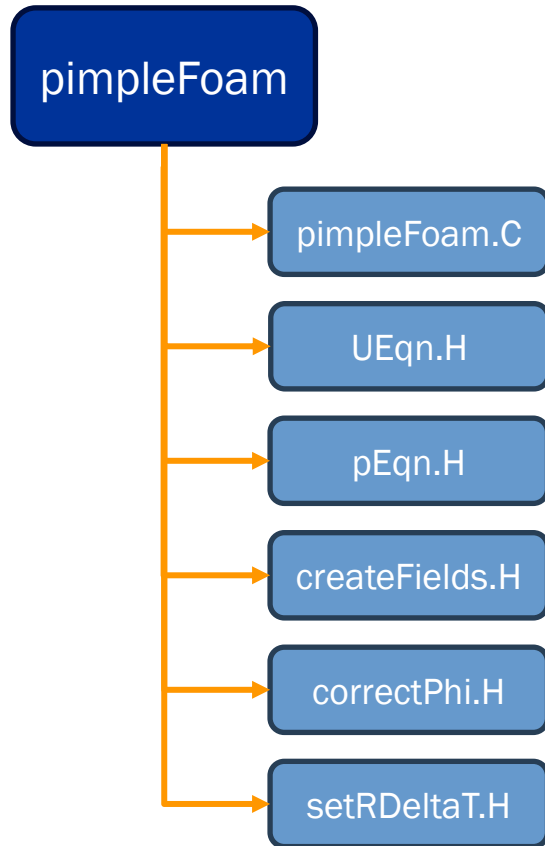 pimpleFoam
pimpleFoam.C
UEqn.H
pEqn.H
createFields.H
correctPhi.H
setRDeltaT.H